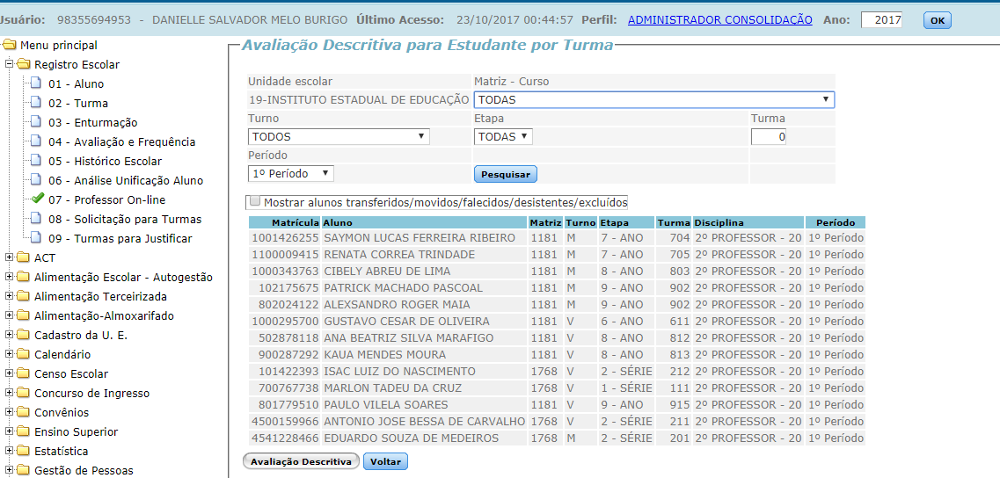 Usuário: 98355694953 - DANIELLE SALVADOR MELO BURIGO Último Acesso: 23/10/2017 00:44:57 Perfil: ADMINISTRADOR CONSOLIDAÇÃO Ano: 2017 OK
Menu principal
Registro Escolar
01 - Aluno
02 - Turma
03 - Enturmação
04 - Avaliação e Frequência
05 - Histórico Escolar
06 - Análise Unificação Aluno
07 - Professor On-line
08 - Solicitação para Turmas
09 - Turmas para Justificar
ACT
Alimentação Escolar - Autogestão
Alimentação Terceirizada
Alimentação-Almoxarifado
Cadastro da U. E.
Calendário
Censo Escolar
Concurso de Ingresso
Convênios
Ensino Superior
Estatística
Gestão de Pessoas
Avaliação Descritiva para Estudante por Turma
Unidade escolar Matriz - Curso
19-INSTITUTO ESTADUAL DE EDUCAÇÃO TODAS
Turno Etapa Turma
TODOS TODAS 0
Período
1º Período Pesquisar
Mostrar alunos transferidos/movidos/falecidos/desistentes/excluídos
Matrícula Aluno Matriz Turno Etapa Turma Disciplina Período
1001426255 SAYMON LUCAS FERREIRA RIBEIRO 1181 M 7 - ANO 704 2º PROFESSOR - 20 1º Período
1100009415 RENATA CORREA TRINDADE 1181 M 7 - ANO 705 2º PROFESSOR - 20 1º Período
1000343763 CIBELY ABREU DE LIMA 1181 M 8 - ANO 803 2º PROFESSOR - 20 1º Período
102175675 PATRICK MACHADO PASCOAL 1181 M 9 - ANO 902 2º PROFESSOR - 20 1º Período
802024122 ALEXSANDRO ROGER MAIA 1181 M 9 - ANO 902 2º PROFESSOR - 20 1º Período
1000295700 GUSTAVO CESAR DE OLIVEIRA 1181 V 6 - ANO 611 2º PROFESSOR - 20 1º Período
502878118 ANA BEATRIZ SILVA MARAFIGO 1181 V 8 - ANO 812 2º PROFESSOR - 20 1º Período
900287292 KAUA MENDES MOURA 1181 V 8 - ANO 813 2º PROFESSOR - 20 1º Período
101422393 ISAC LUIZ DO NASCIMENTO 1768 V 2 - SÉRIE 212 2º PROFESSOR - 20 1º Período
700767738 MARLON TADEU DA CRUZ 1768 V 1 - SÉRIE 111 2º PROFESSOR - 20 1º Período
801779510 PAULO VILELA SOARES 1181 V 9 - ANO 915 2º PROFESSOR - 20 1º Período
4500159966 ANTONIO JOSE BESSA DE CARVALHO 1768 V 2 - SÉRIE 211 2º PROFESSOR - 20 1º Período
4541228466 EDUARDO SOUZA DE MEDEIROS 1768 M 2 - SÉRIE 201 2º PROFESSOR - 20 1º Período
Avaliação Descritiva Voltar